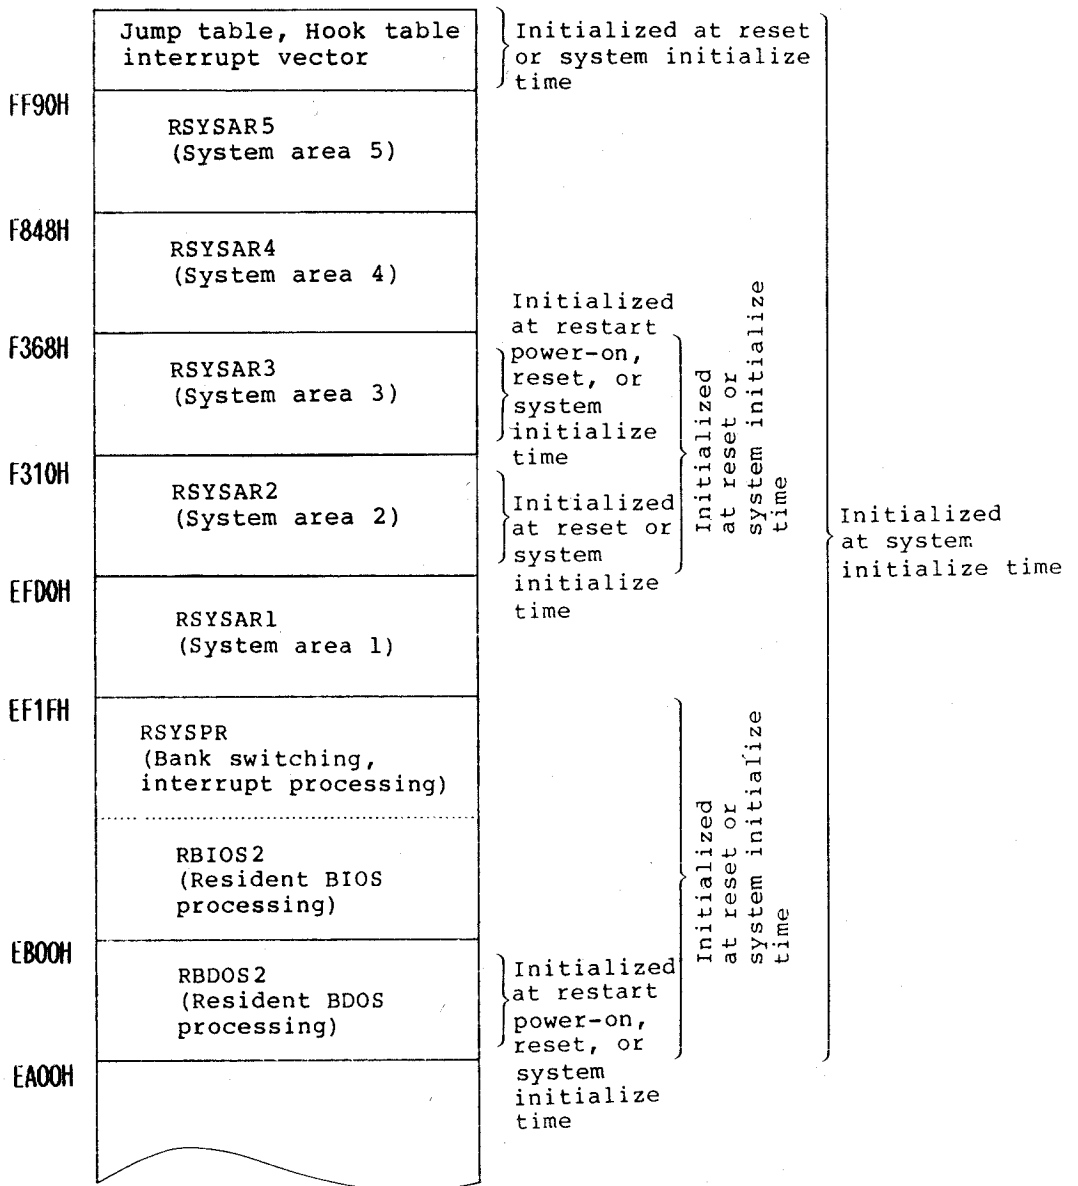 Jump table, Hook table
interrupt vector
Initialized at reset
or system initialize
time
FF90H
RSYSAR5
(System area 5)
F848H
RSYSAR4
(System area 4)
F368H
RSYSAR3
(System area 3)
Initialized
at restart
power-on,
reset, or
system
initialize
time
F310H
RSYSAR2
(System area 2)
Initialized
at reset or
system
initialize
time
Initialized
at reset or
system initialize
time
Initialized
at system
initialize time
EFD0H
RSYSAR1
(System area 1)
EF1FH
RSYSPR
(Bank switching,
interrupt processing)
RBIOS2
(Resident BIOS
processing)
Initialized
at reset or
system initialize
time
EB00H
RBDOS2
(Resident BDOS
processing)
Initialized
at restart
power-on,
reset, or
system
initialize
time
EA00H